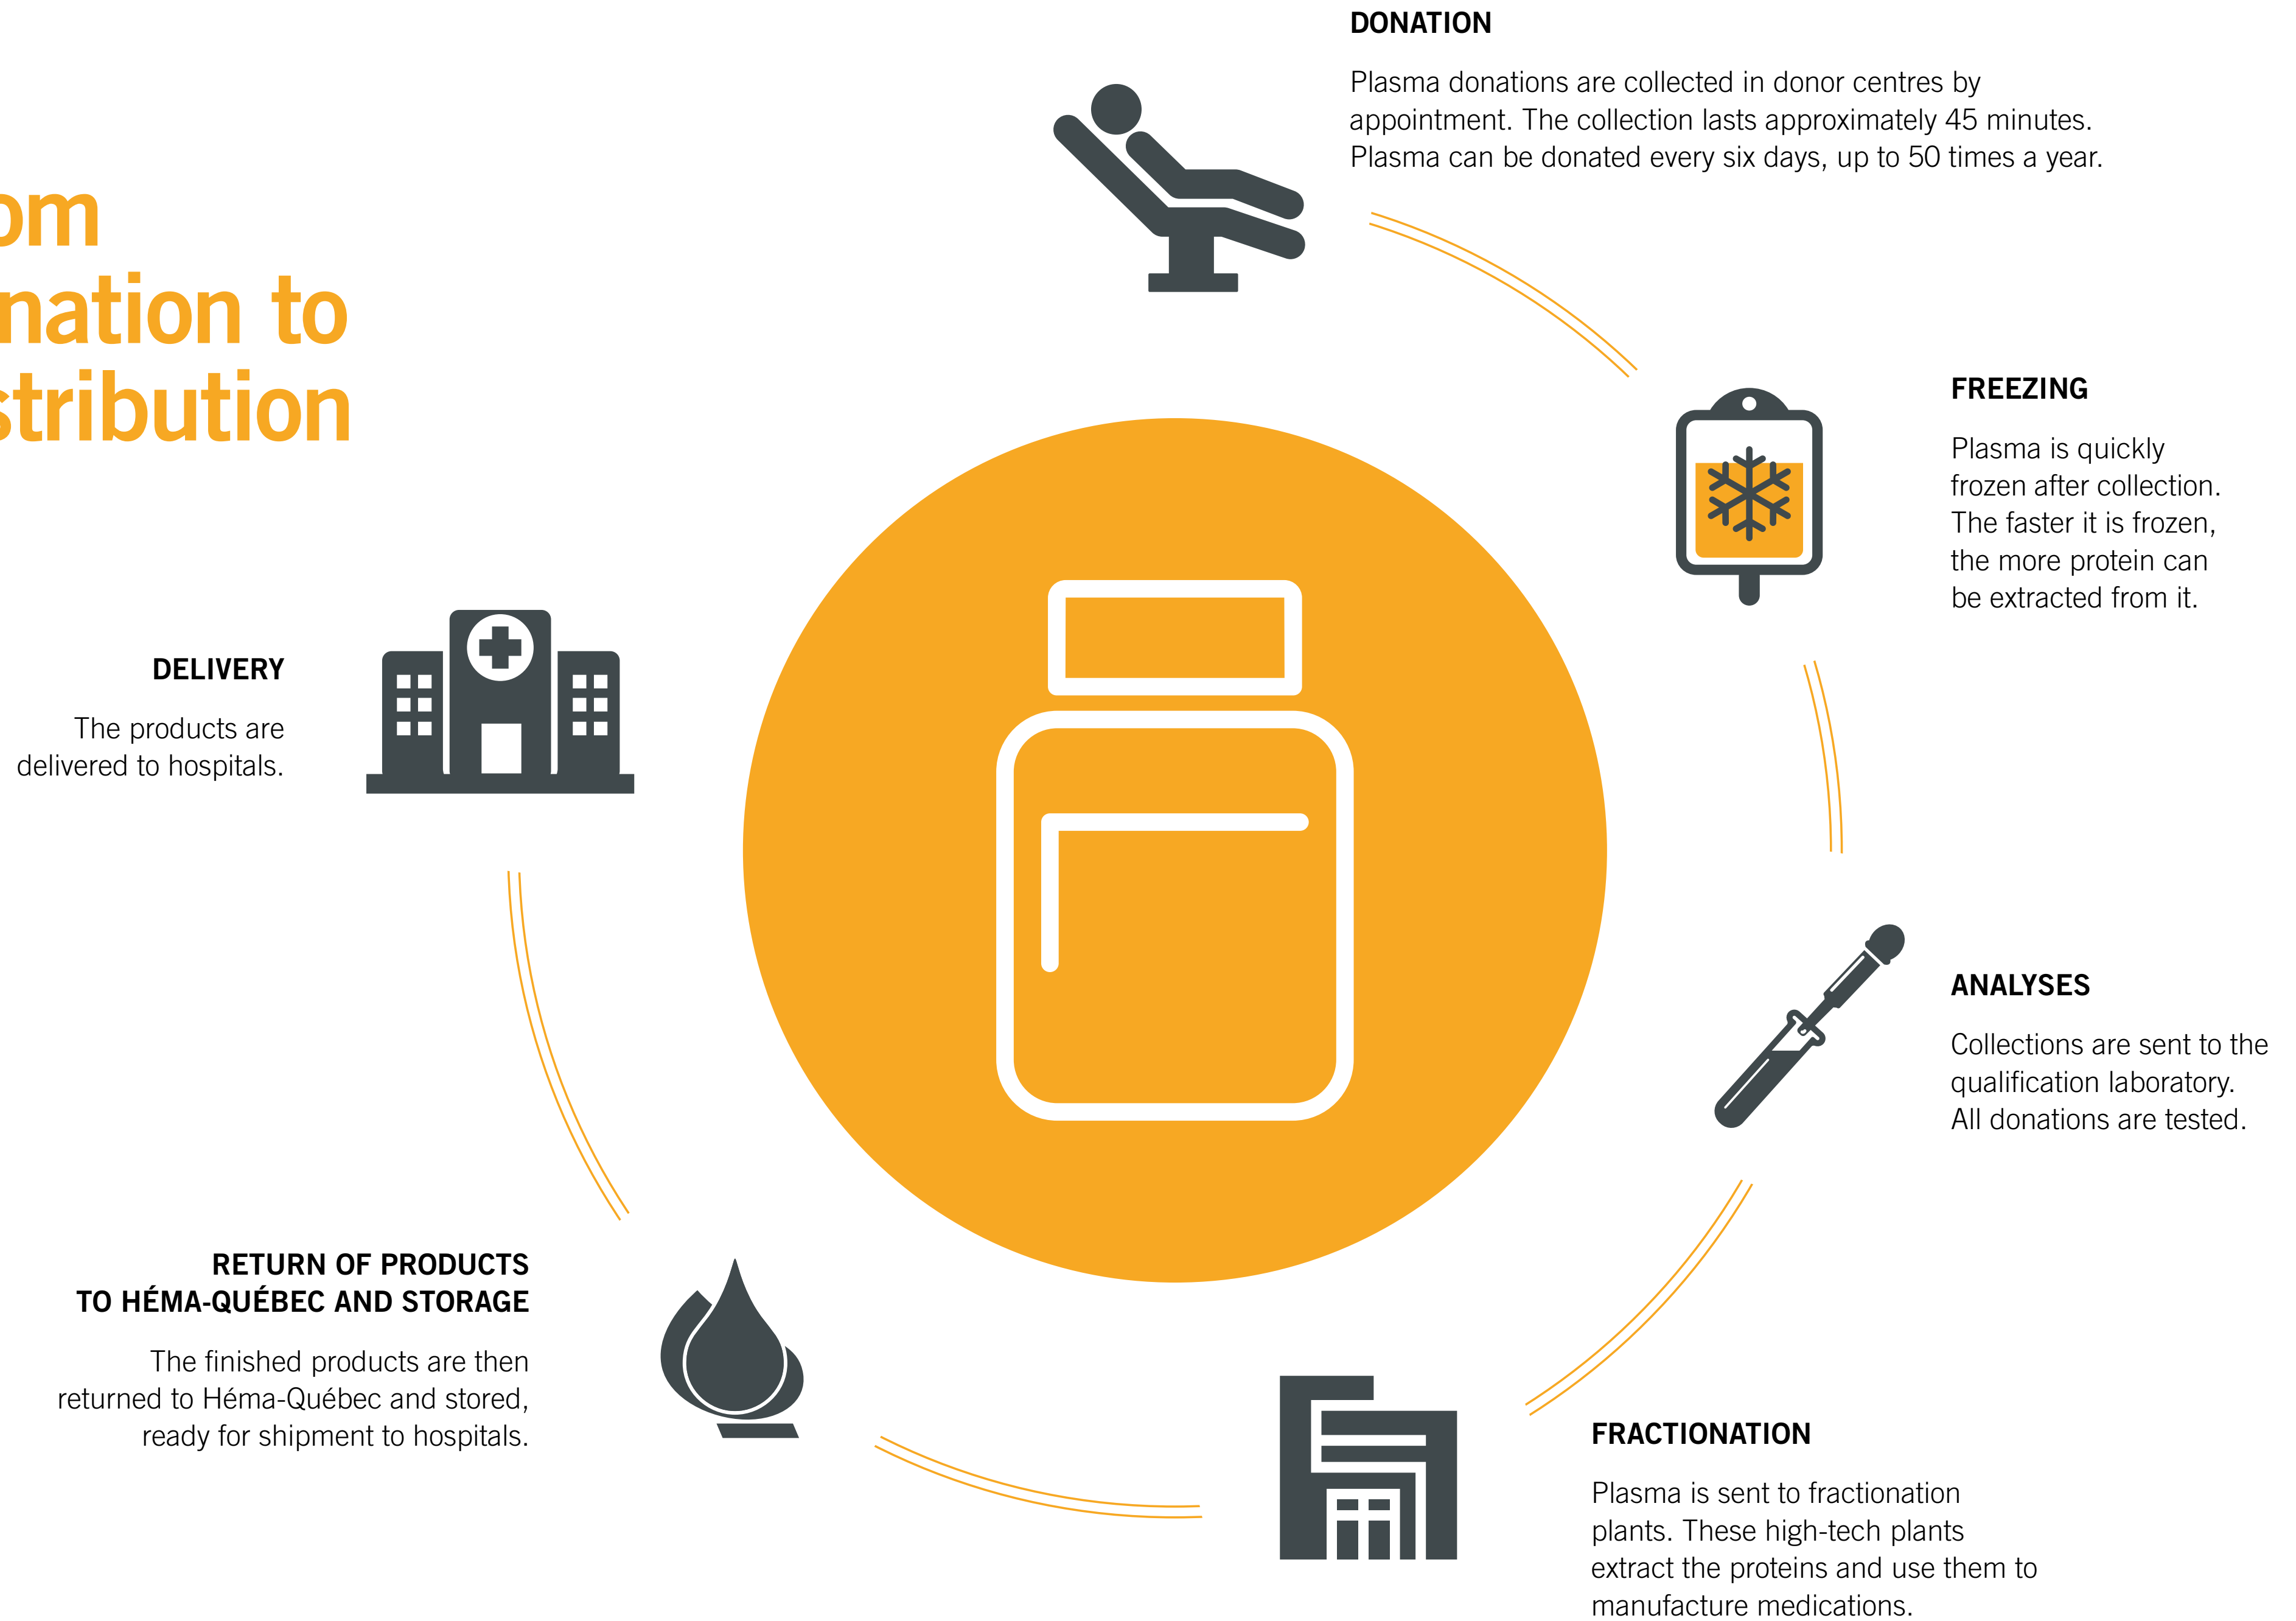 om
nation to
stribution
DONATION
Plasma donations are collected in donor centres by
appointment. The collection lasts approximately 45 minutes.
Plasma can be donated every six days, up to 50 times a year.
FREEZING
Plasma is quickly
frozen after collection.
The faster it is frozen,
the more protein can
be extracted from it.
ANALYSES
Collections are sent to the
qualification laboratory.
All donations are tested.
FRACTIONATION
Plasma is sent to fractionation
plants. These high-tech plants
extract the proteins and use them to
manufacture medications.
RETURN OF PRODUCTS
TO HÉMA-QUÉBEC AND STORAGE
The finished products are then
returned to Héma-Québec and stored,
ready for shipment to hospitals.
DELIVERY
The products are
delivered to hospitals.